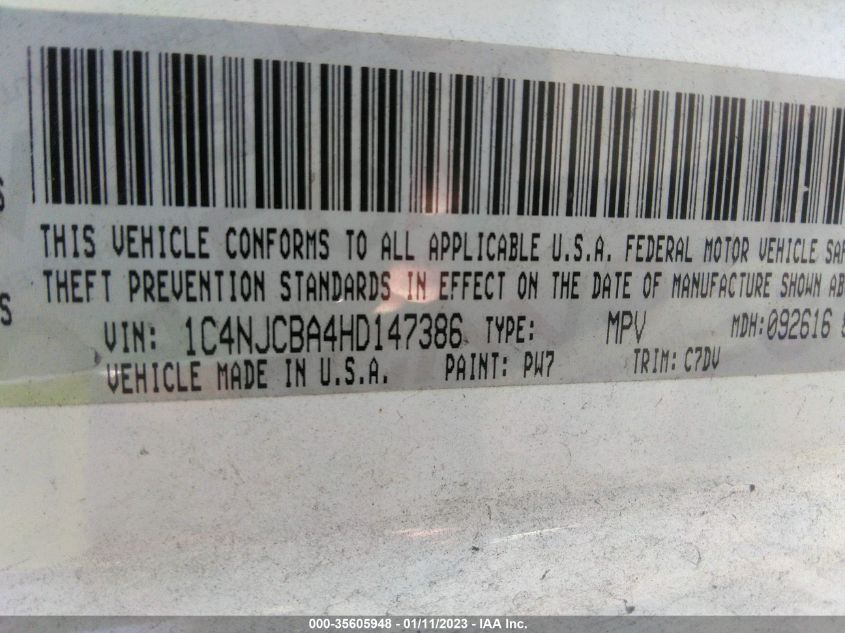 THIS VEHICLE CONFORMS TO ALL APPLICABLE U.S.A. FEDERAL MOTOR VEHICLE SAF
THEFT PREVENTION STANDARDS IN EFFECT ON THE DATE OF MANUFACTURE SHOWN AB
S
VIN: 1C4NJCBA4HD147386 TYPE: MPV MDH:092616
VEHICLE MADE IN U.S.A. PAINT: PW7 TRIM: C7DV
000-35605948 - 01/11/2023 - IAA Inc.